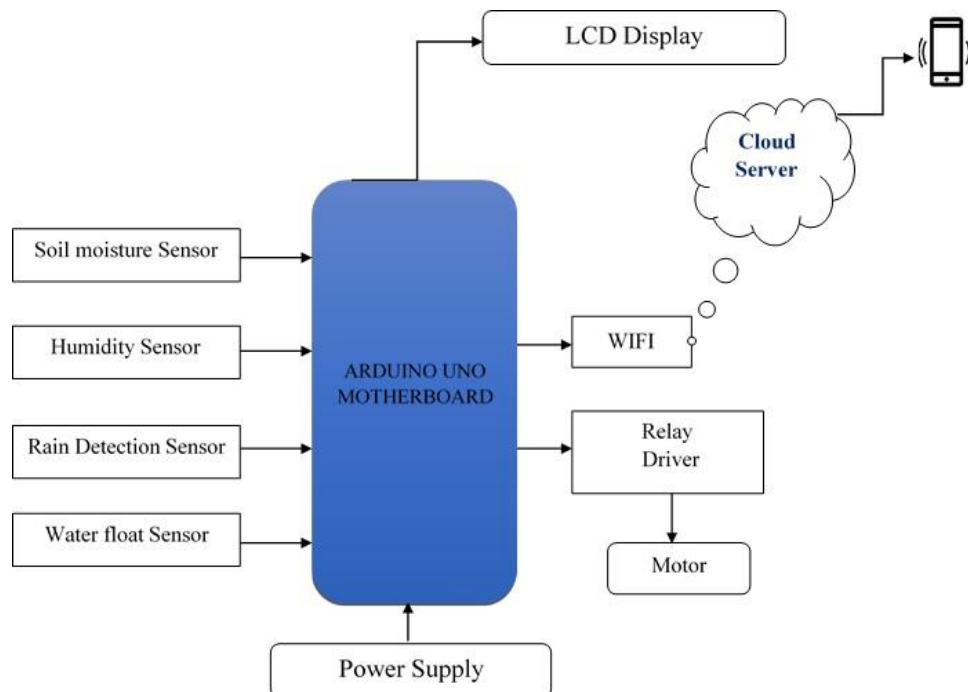 LCD Display
Cloud
Server
Soil moisture Sensor
Humidity Sensor
WIFI
ARDUINO UNO
MOTHERBOARD
Rain Detection Sensor
Relay
Driver
Water float Sensor
Motor
Power Supply